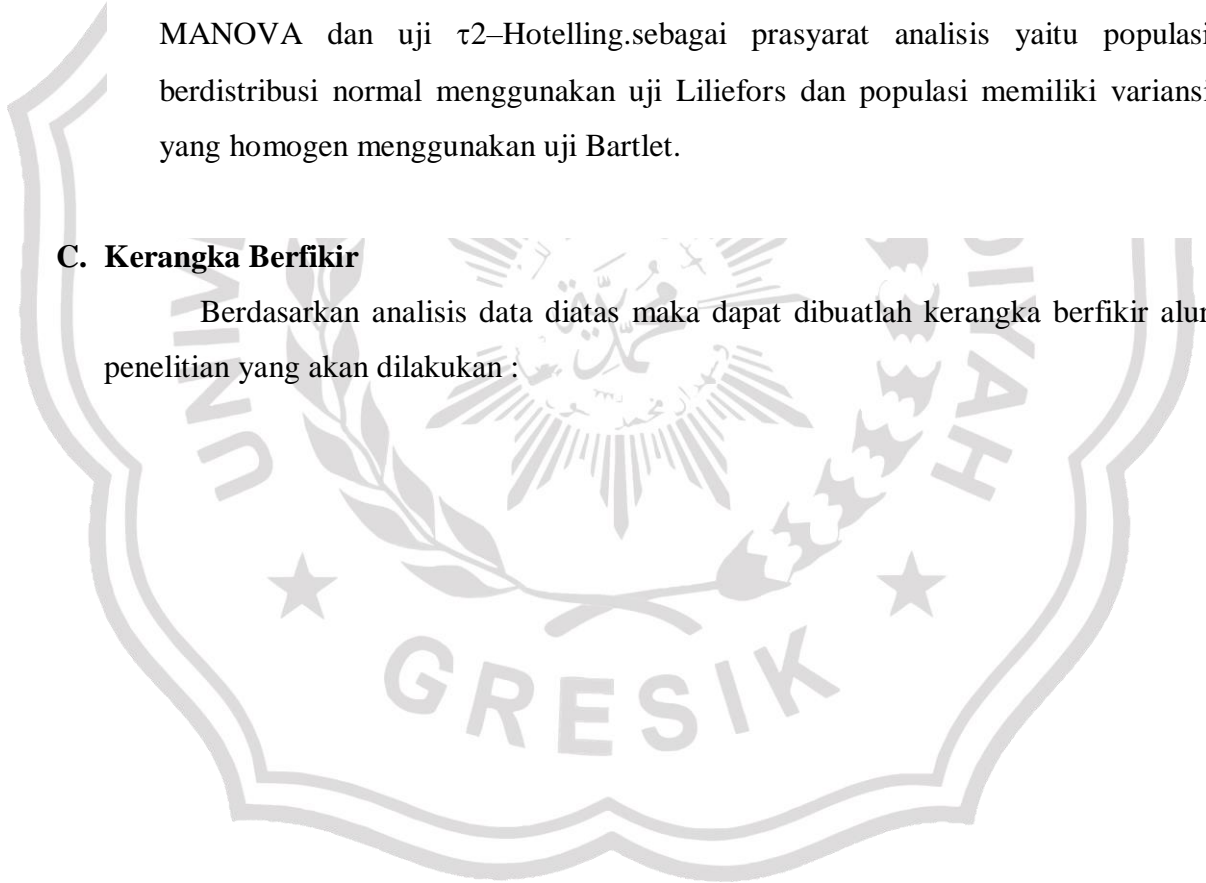 MANOVA dan uji τ2–Hotelling.sebagai prasyarat analisis yaitu populasi
berdistribusi normal menggunakan uji Liliefors dan populasi memiliki variansi
yang homogen menggunakan uji Bartlet.
C. Kerangka Berfikir
Berdasarkan analisis data diatas maka dapat dibuatlah kerangka berfikir alur
penelitian yang akan dilakukan :
GRESIK